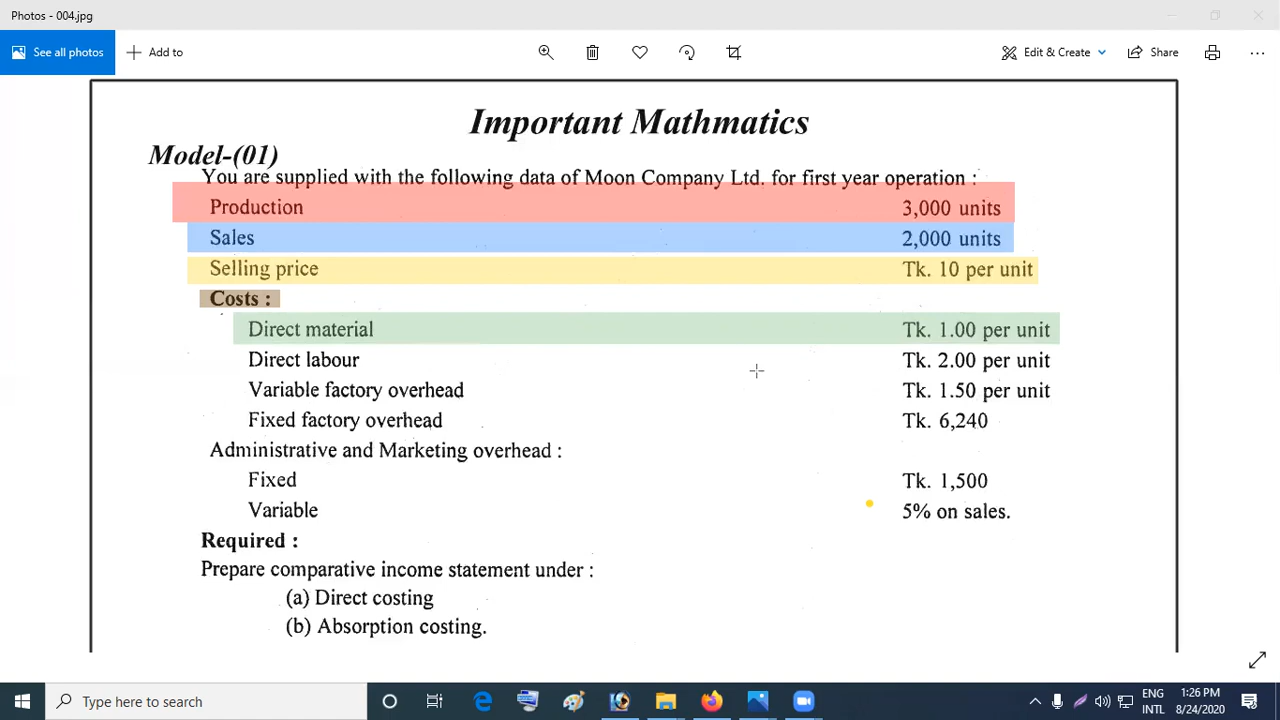 Photos - 004.jpg
See all photos
Add to
Edit & Create
Share
Important Mathmatics
Model-(01)
You are supplied with the following data of Moon Company Ltd. for first year operation :
Production 3,000 units
Sales 2,000 units
Selling price Tk. 10 per unit
Costs :
Direct material Tk. 1.00 per unit
Direct labour Tk. 2.00 per unit
Variable factory overhead Tk. 1.50 per unit
Fixed factory overhead Tk. 6,240
Administrative and Marketing overhead :
Fixed Tk. 1,500
Variable 5% on sales.
Required :
Prepare comparative income statement under :
(a) Direct costing
(b) Absorption costing.
Type here to search
ENG
INTL
1:26 PM
8/24/2020